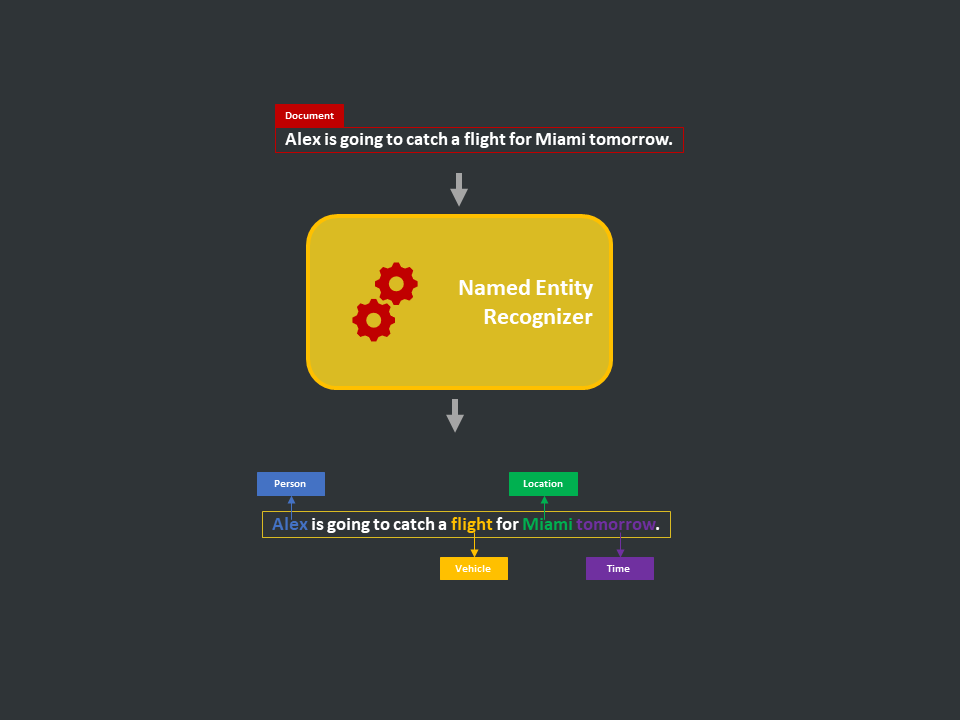 Document
Alex is going to catch a flight for Miami tomorrow.
Named Entity
Recognizer
Person
Location
Alex is going to catch a flight for Miami tomorrow.
Vehicle
Time